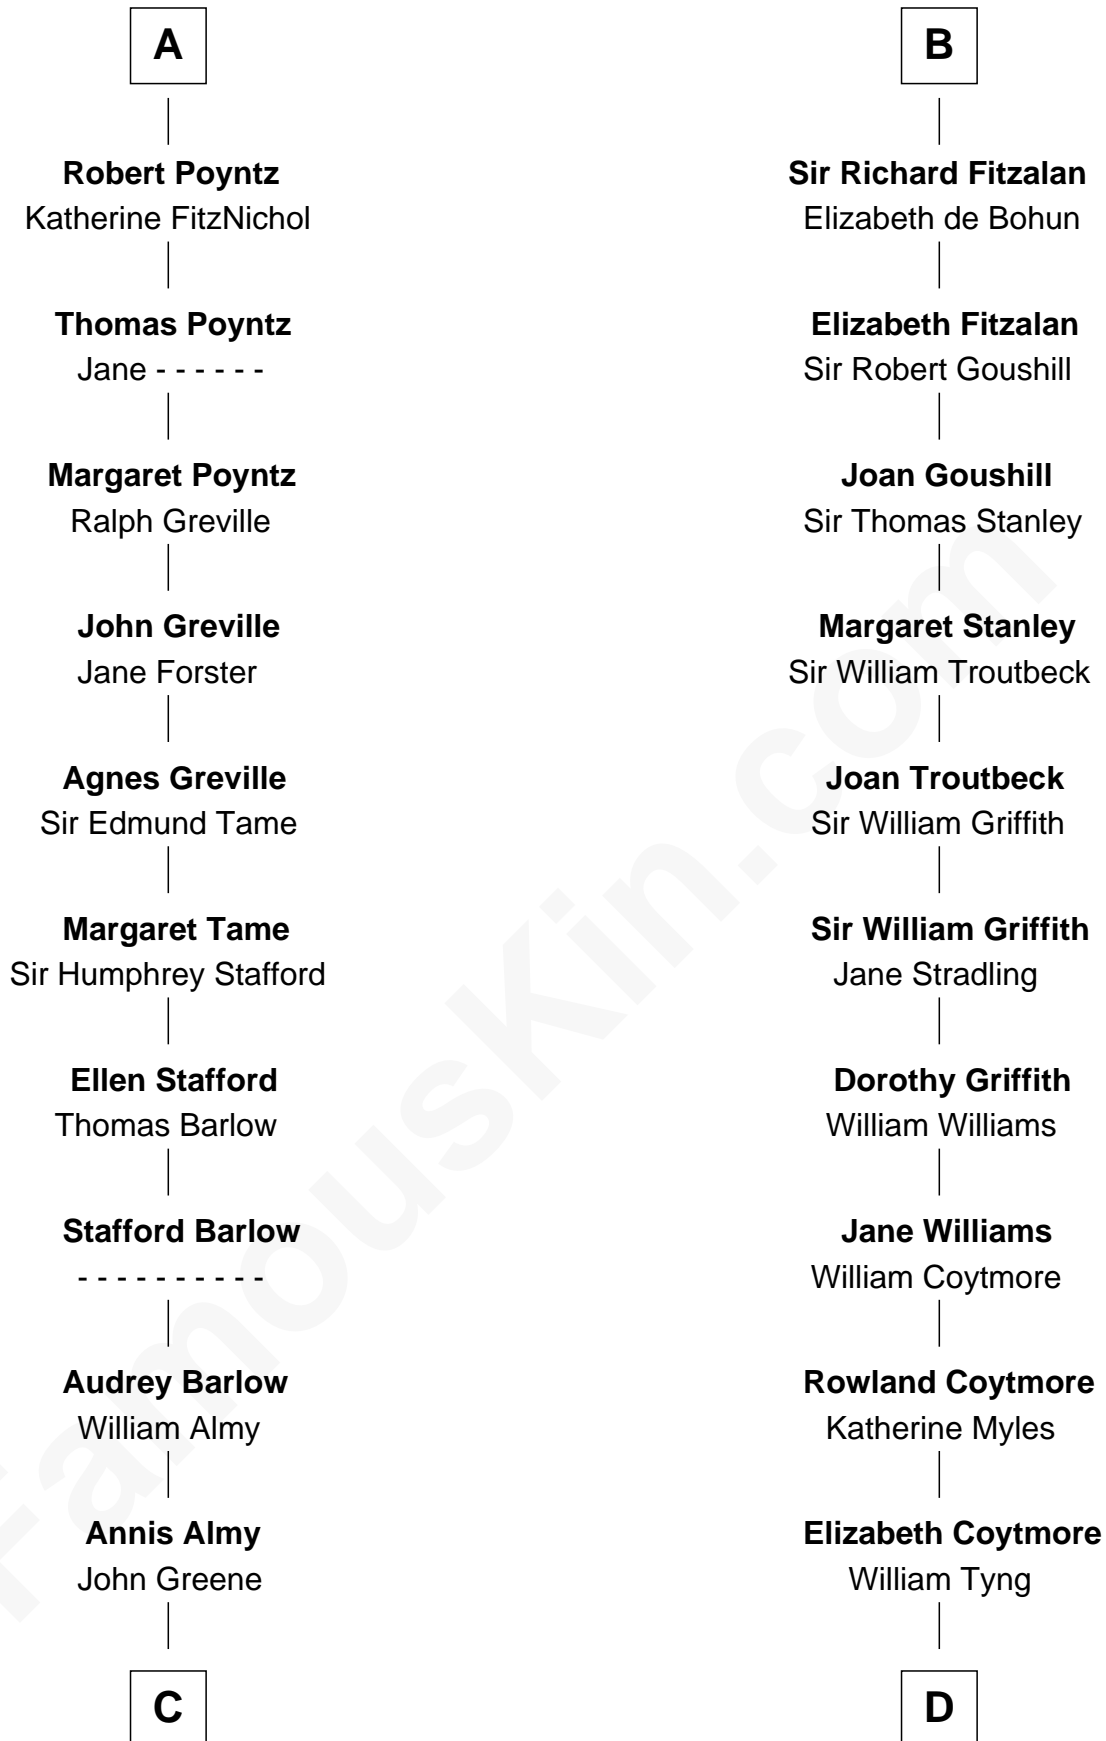 A
Robert Poyntz
Katherine FitzNichol
Thomas Poyntz
Jane - - - - - -
Margaret Poyntz
Ralph Greville
John Greville
Jane Forster
Agnes Greville
Sir Edmund Tame
Margaret Tame
Sir Humphrey Stafford
Ellen Stafford
Thomas Barlow
Stafford Barlow
- - - - - - - - - -
Audrey Barlow
William Almy
Annis Almy
John Greene
C
B
Sir Richard Fitzalan
Elizabeth de Bohun
Elizabeth Fitzalan
Sir Robert Goushill
Joan Goushill
Sir Thomas Stanley
Margaret Stanley
Sir William Troutbeck
Joan Troutbeck
Sir William Griffith
Sir William Griffith
Jane Stradling
Dorothy Griffith
William Williams
Jane Williams
William Coytmore
Rowland Coytmore
Katherine Myles
Elizabeth Coytmore
William Tyng
D
FamousKin.com